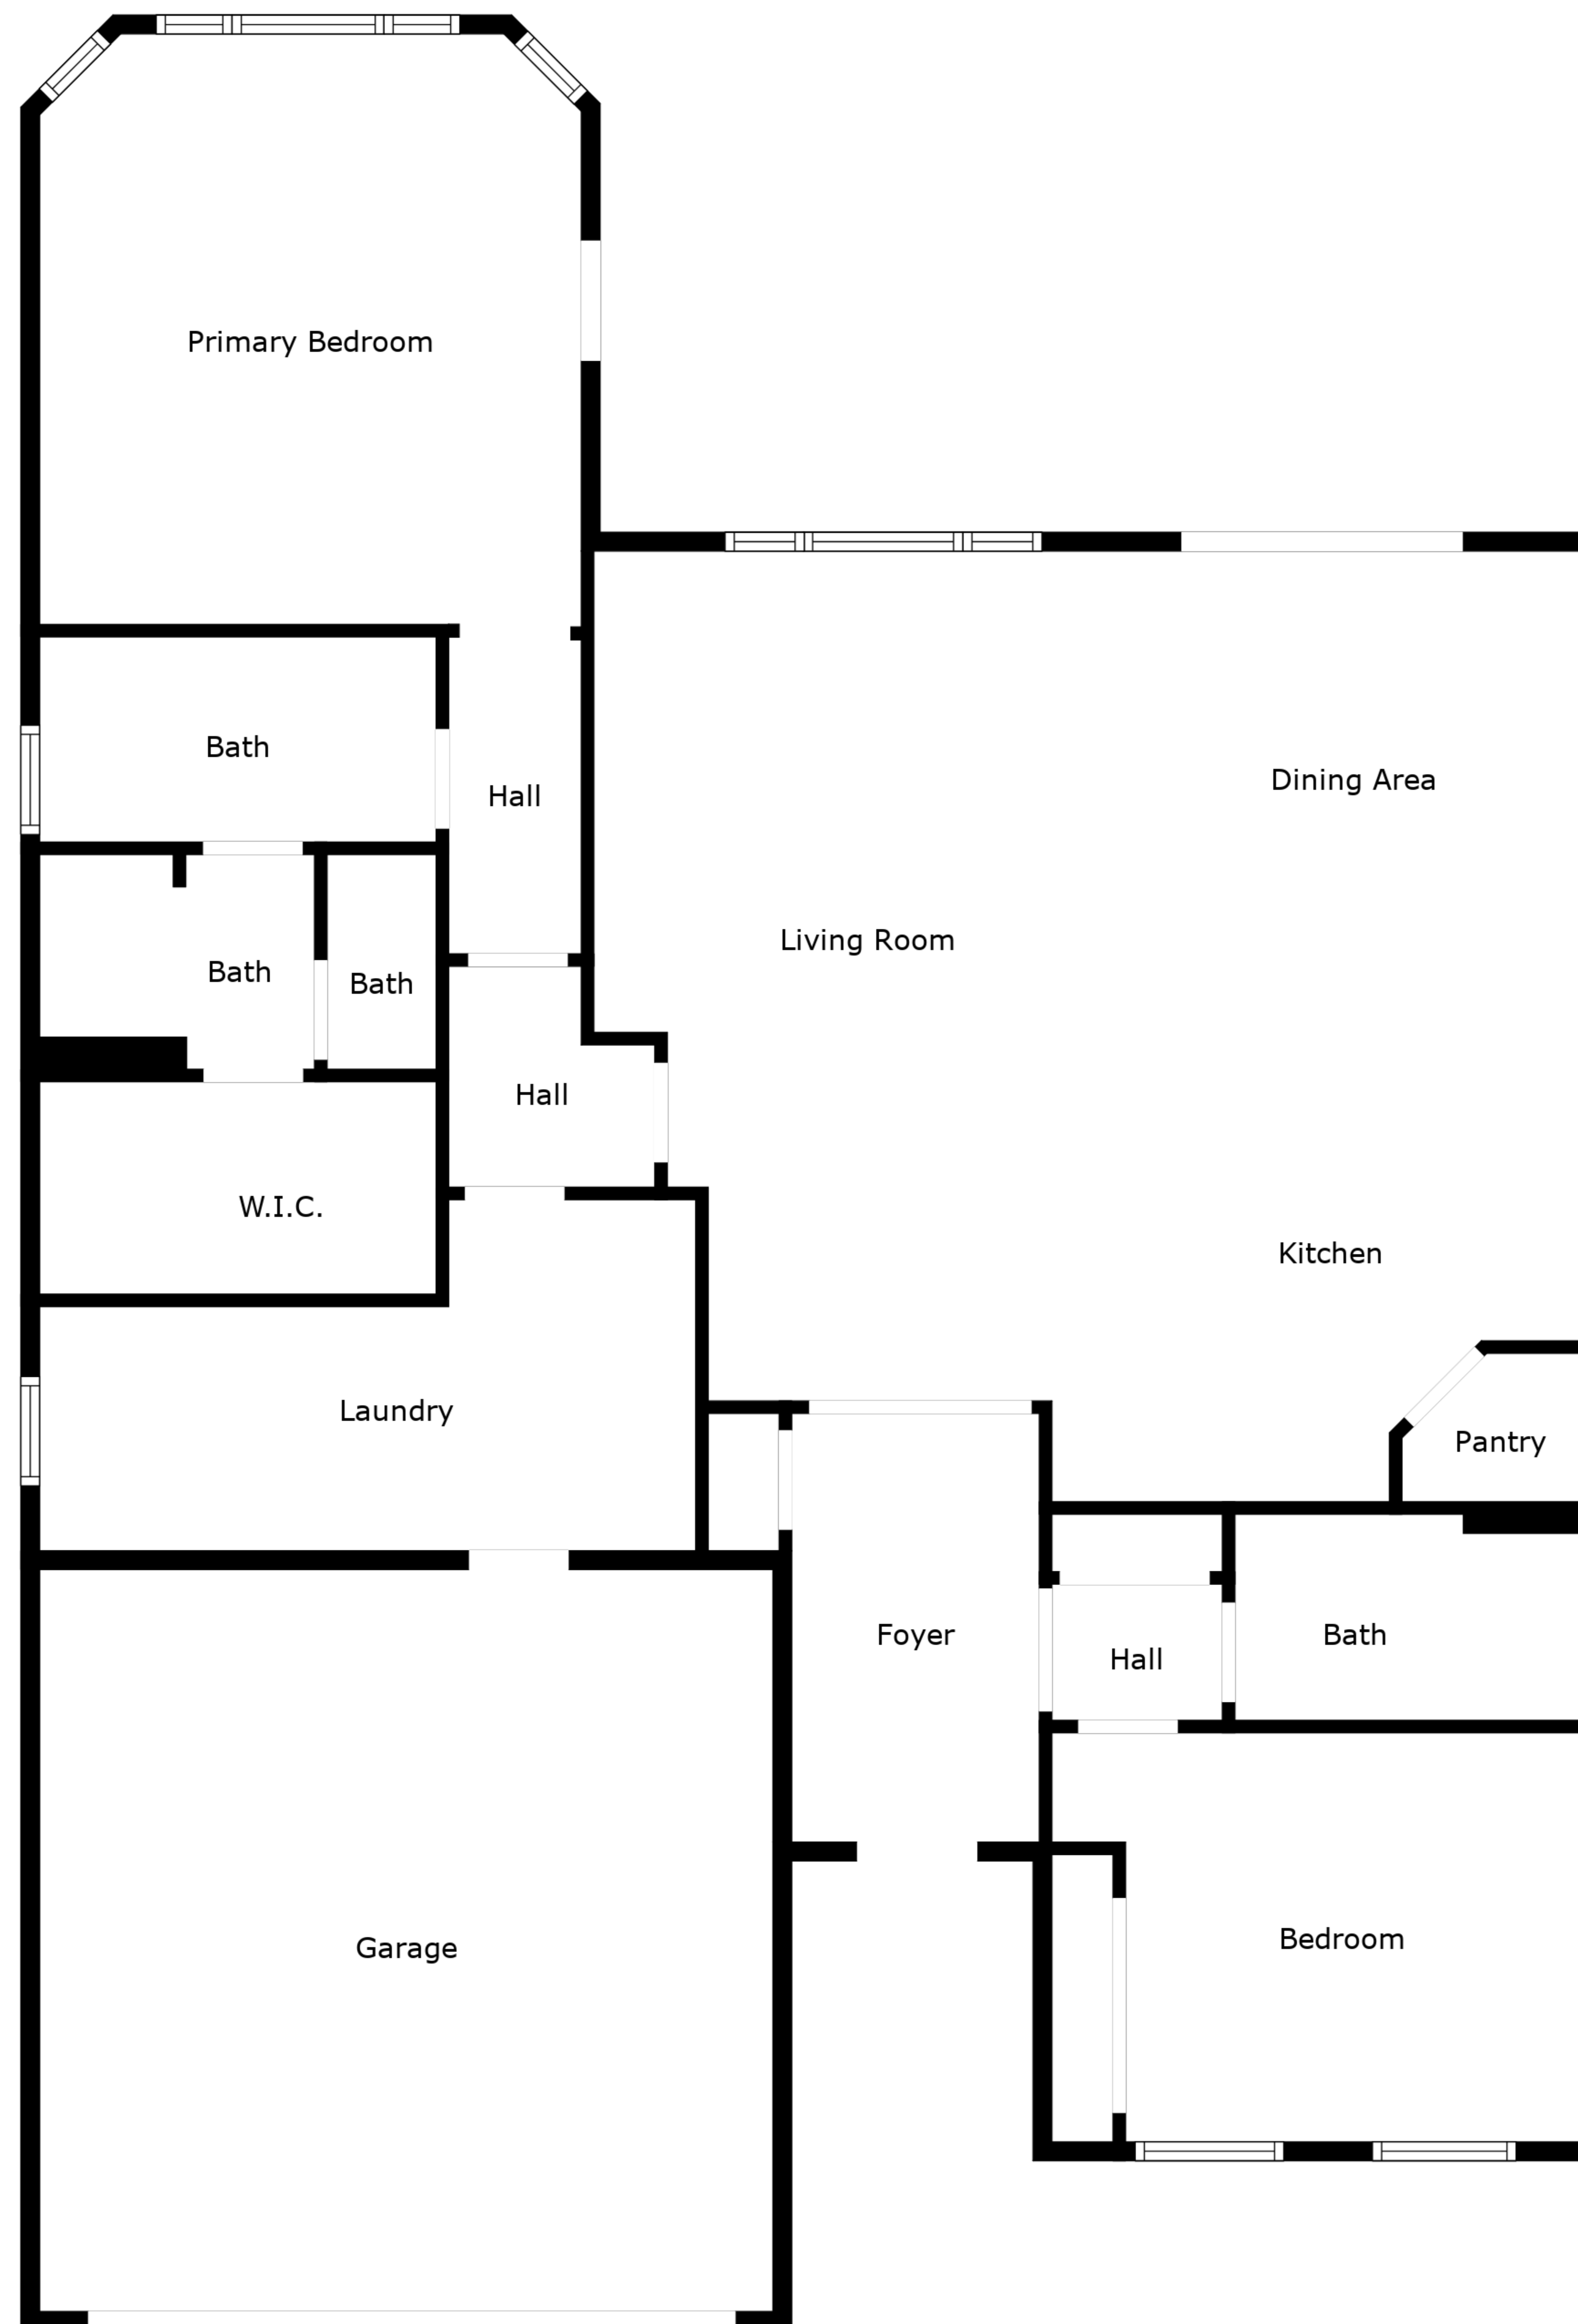 Primary Bedroom
Bath
Hall
Dining Area
Living Room
Bath
Bath
Hall
W.I.C.
Kitchen
Laundry
Pantry
Foyer
Hall
Bath
Garage
Bedroom